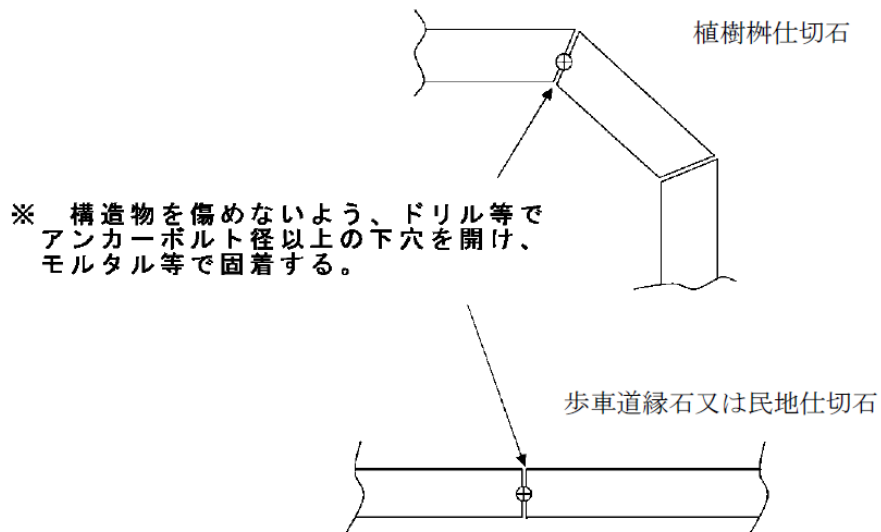 植樹桝仕切石
※　構造物を傷めないよう、ドリル等で
アンカーボルト径以上の下穴を開け、
モルタル等で固着する。
歩車道縁石又は民地仕切石